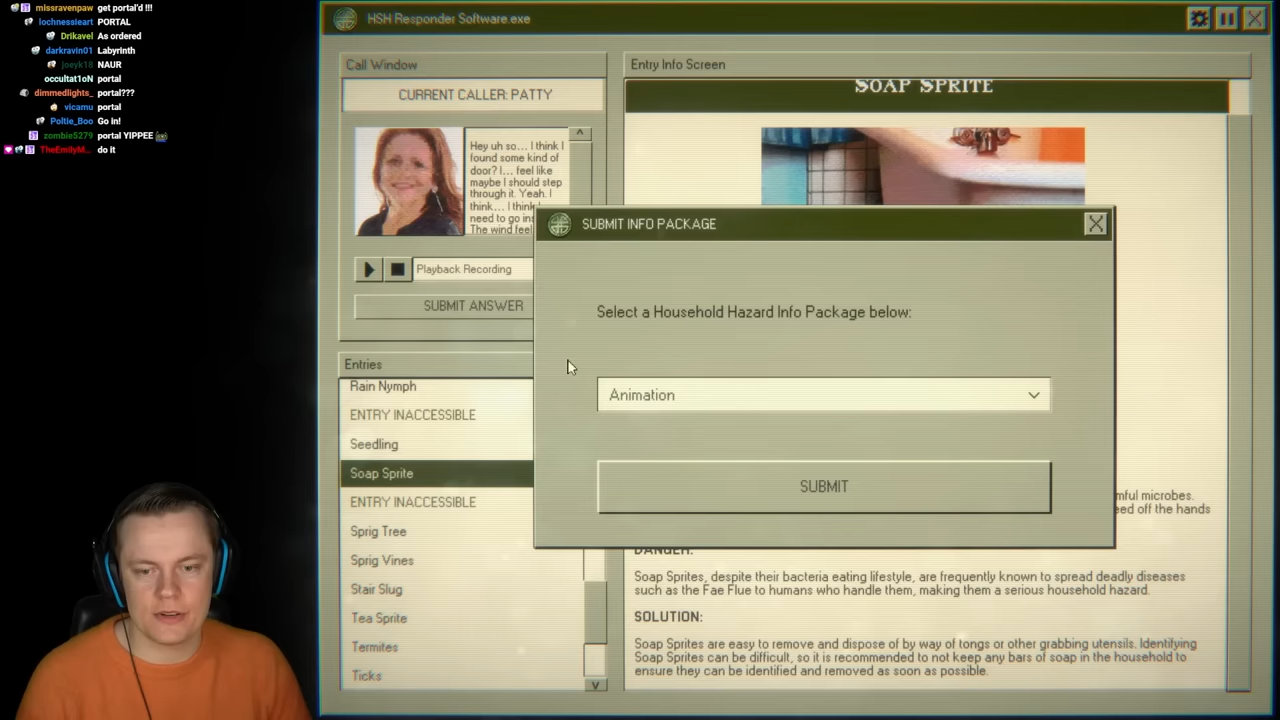 missravenpaw get portal'd !!!
lochnessieart PORTAL
Drikavel As ordered
darkravin01 Labyrinth
joeyk18 NAUR
occultat1oN portal
dimmedlights_ portal???
vicamu portal
Poltie_Boo Go in!
zombie5279 portal YIPPEE
TheEmilyM... do it
HSH Responder Software.exe
Call Window
CURRENT CALLER: PATTY
Hey uh so... I think I
found some kind of
door? I... feel like
maybe I should step
through it. Yeah. I
think... I think I
need to go ins
The wind feel
Playback Recording
SUBMIT ANSWER
Entries
Rain Nymph
ENTRY INACCESSIBLE
Seedling
Soap Sprite
ENTRY INACCESSIBLE
Sprig Tree
Sprig Vines
Stair Slug
Tea Sprite
Termites
Ticks
Entry Info Screen
SOAP SPRITE
SUBMIT INFO PACKAGE
Select a Household Hazard Info Package below:
Animation
SUBMIT
mful microbes.
eed off the hands
DANGER:
Soap Sprites, despite their bacteria eating lifestyle, are frequently known to spread deadly diseases
such as the Fae Flue to humans who handle them, making them a serious household hazard.
SOLUTION:
Soap Sprites are easy to remove and dispose of by way of tongs or other grabbing utensils. Identifying
Soap Sprites can be difficult, so it is recommended to not keep any bars of soap in the household to
ensure they can be identified and removed as soon as possible.